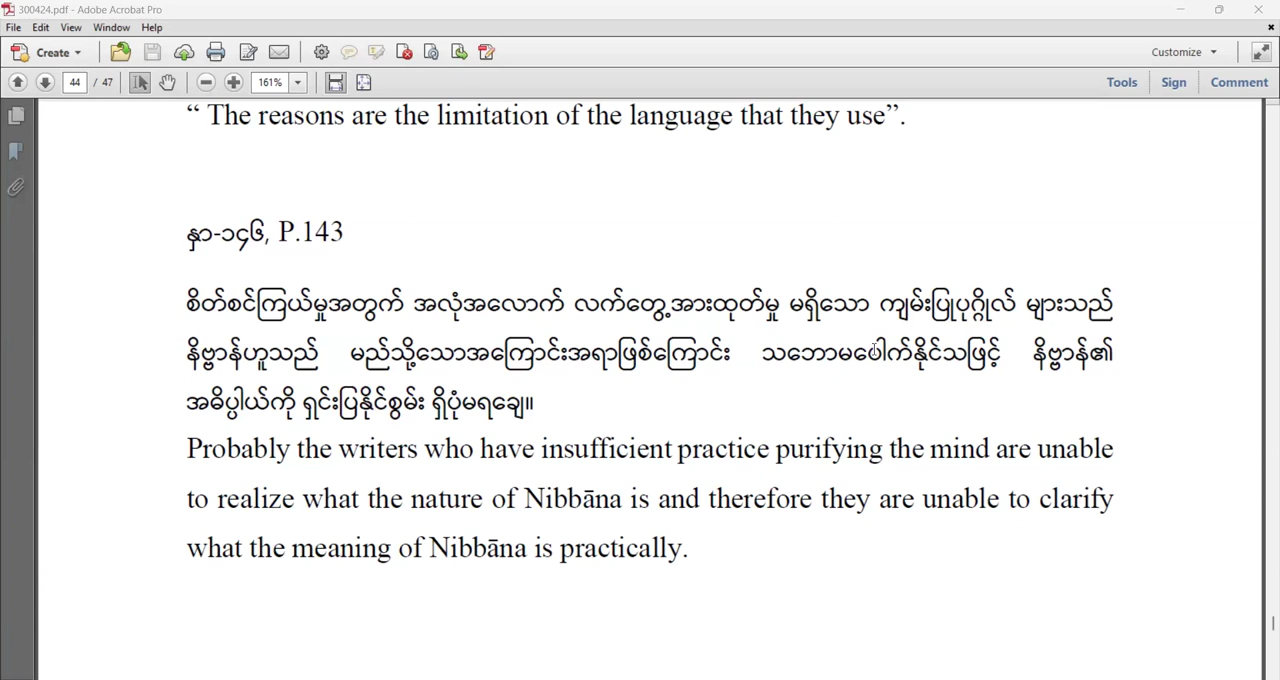 300424.pdf - Adobe Acrobat Pro
File Edit View Window Help
Create Customize
44 / 47 161% Tools Sign Comment
“ The reasons are the limitation of the language that they use”.
နှာ-၁၄၆, P.143
စိတ်စင်ကြယ်မှုအတွက် အလုံအလောက် လက်တွေ့အားထုတ်မှု မရှိသော ကျမ်းပြုပုဂ္ဂိုလ် များသည်
နိဗ္ဗာန်ဟူသည် မည်သို့သောအကြောင်းအရာဖြစ်ကြောင်း သဘောမပေါက်နိုင်သဖြင့် နိဗ္ဗာန်၏
အဓိပ္ပါယ်ကို ရှင်းပြနိုင်စွမ်း ရှိပုံမရချေ။
Probably the writers who have insufficient practice purifying the mind are unable
to realize what the nature of Nibbāna is and therefore they are unable to clarify
what the meaning of Nibbāna is practically.